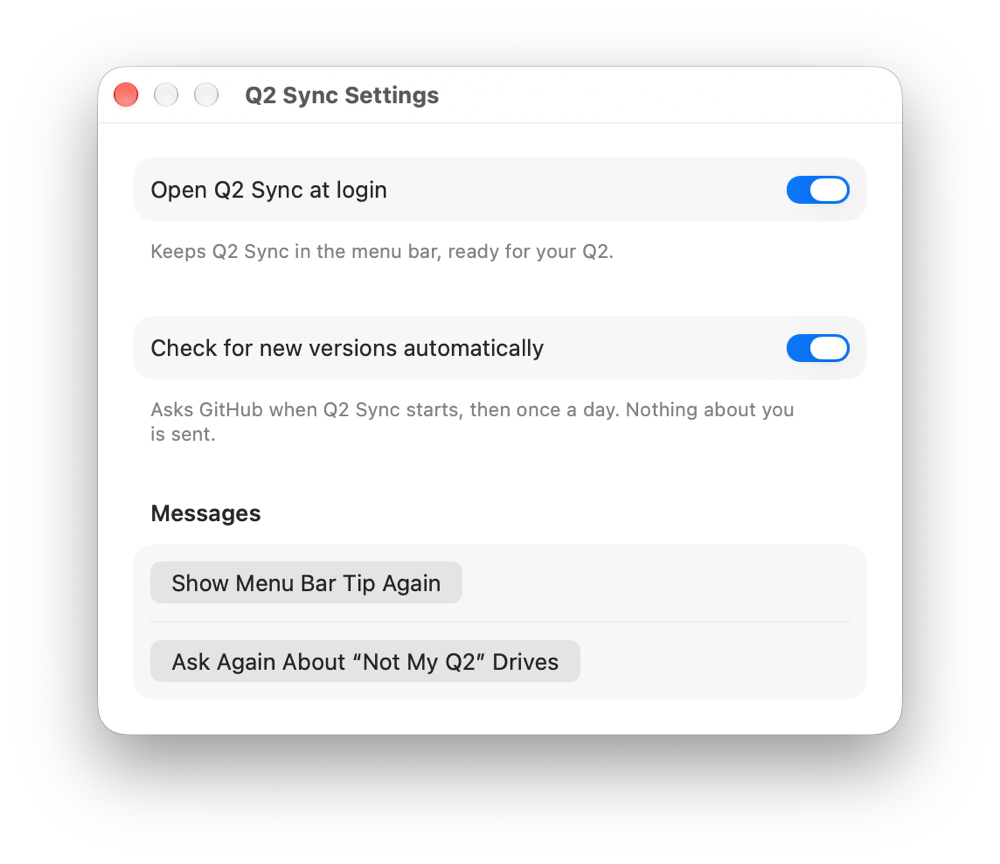 Q2 Sync Settings
Open Q2 Sync at login
Keeps Q2 Sync in the menu bar, ready for your Q2.
Check for new versions automatically
Asks GitHub when Q2 Sync starts, then once a day. Nothing about you
is sent.
Messages
Show Menu Bar Tip Again
Ask Again About “Not My Q2” Drives